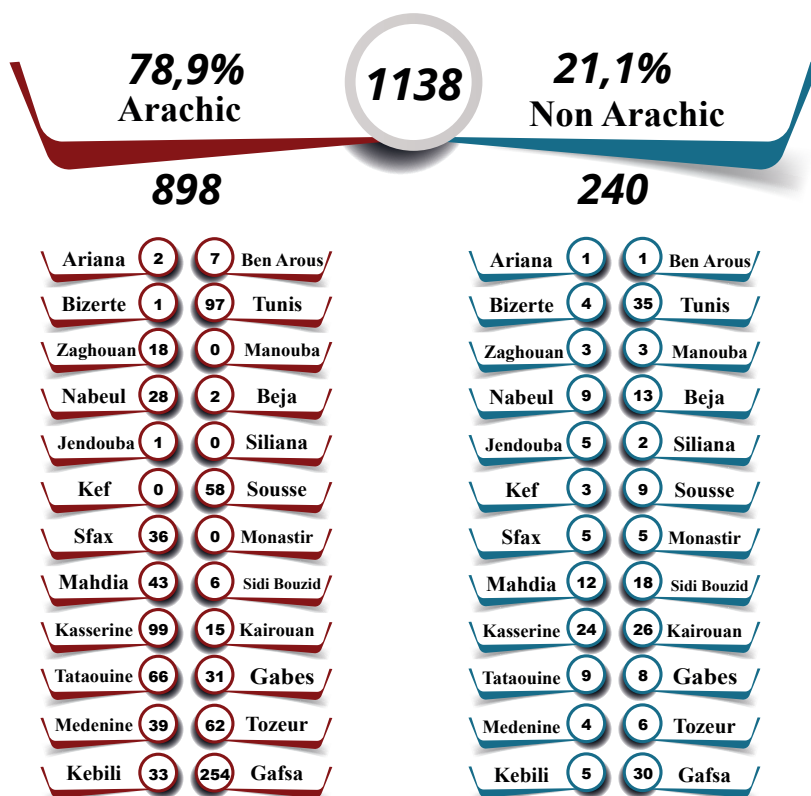 78,9%
Arachic
1138
21,1%
Non Arachic
898
240
Ariana 2 7 Ben Arous
Bizerte 1 97 Tunis
Zaghouan 18 0 Manouba
Nabeul 28 2 Beja
Jendouba 1 0 Siliana
Kef 0 58 Sousse
Sfax 36 0 Monastir
Mahdia 43 6 Sidi Bouzid
Kasserine 99 15 Kairouan
Tataouine 66 31 Gabes
Medenine 39 62 Tozeur
Kebili 33 254 Gafsa
Ariana 1 1 Ben Arous
Bizerte 4 35 Tunis
Zaghouan 3 3 Manouba
Nabeul 9 13 Beja
Jendouba 5 2 Siliana
Kef 3 9 Sousse
Sfax 5 5 Monastir
Mahdia 12 18 Sidi Bouzid
Kasserine 24 26 Kairouan
Tataouine 9 8 Gabes
Medenine 4 6 Tozeur
Kebili 5 30 Gafsa